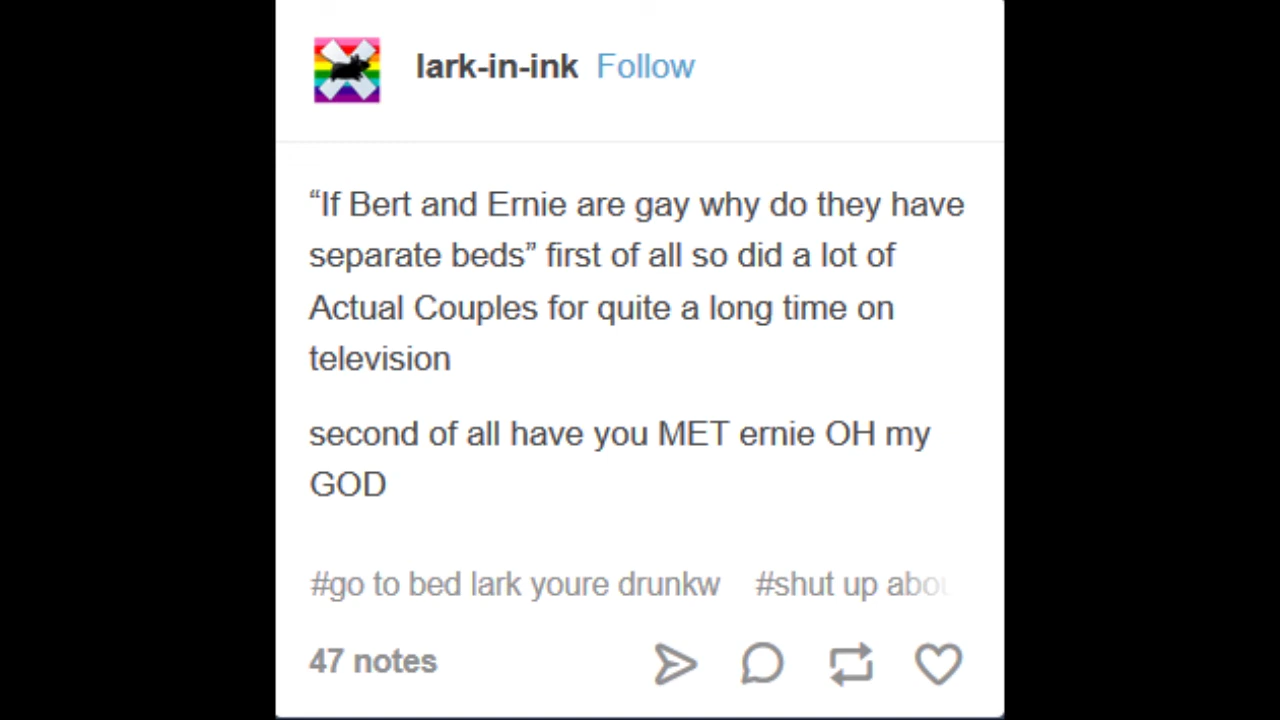 lark-in-ink Follow
“If Bert and Ernie are gay why do they have
separate beds” first of all so did a lot of
Actual Couples for quite a long time on
television
second of all have you MET ernie OH my
GOD
#go to bed lark youre drunkw #shut up abou
47 notes